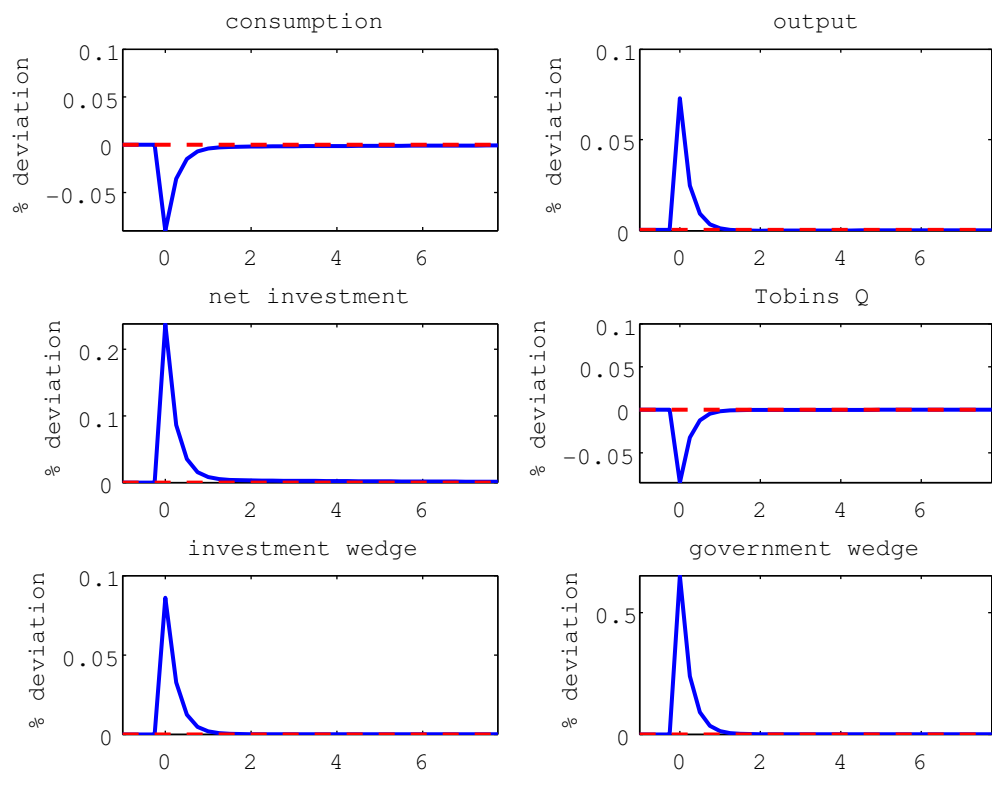 consumption
% deviation
0.1
0.05
0
-0.05
0 2 4 6
output
% deviation
0.05
0
0 2 4 6
net investment
% deviation
0.2
0.1
0
0 2 4 6
Tobins Q
% deviation
0.1
0.05
0
-0.05
0 2 4 6
investment wedge
% deviation
0.1
0.05
0
0 2 4 6
government wedge
% deviation
0.5
0
0 2 4 6